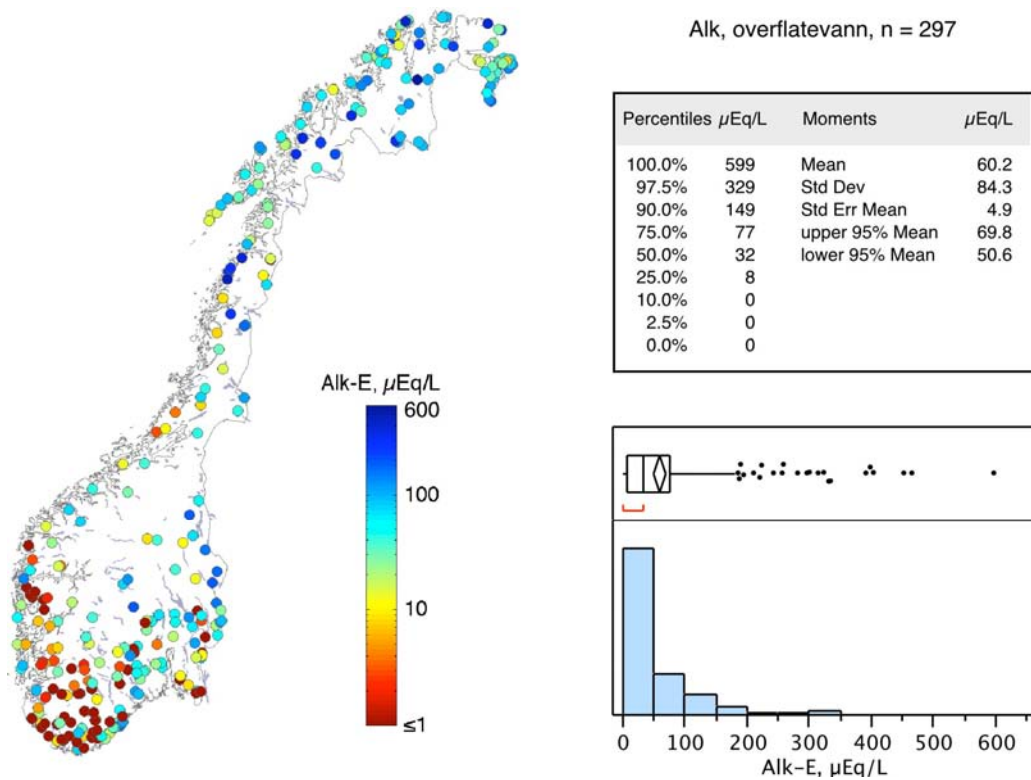 Alk, overflatevann, n = 297
Percentiles µEq/L Moments µEq/L
100.0% 599 Mean 60.2
97.5% 329 Std Dev 84.3
90.0% 149 Std Err Mean 4.9
75.0% 77 upper 95% Mean 69.8
50.0% 32 lower 95% Mean 50.6
25.0% 8
10.0% 0
2.5% 0
0.0% 0
Alk-E, µEq/L
600
100
10
≤1
0 100 200 300 400 500 600
Alk-E, µEq/L